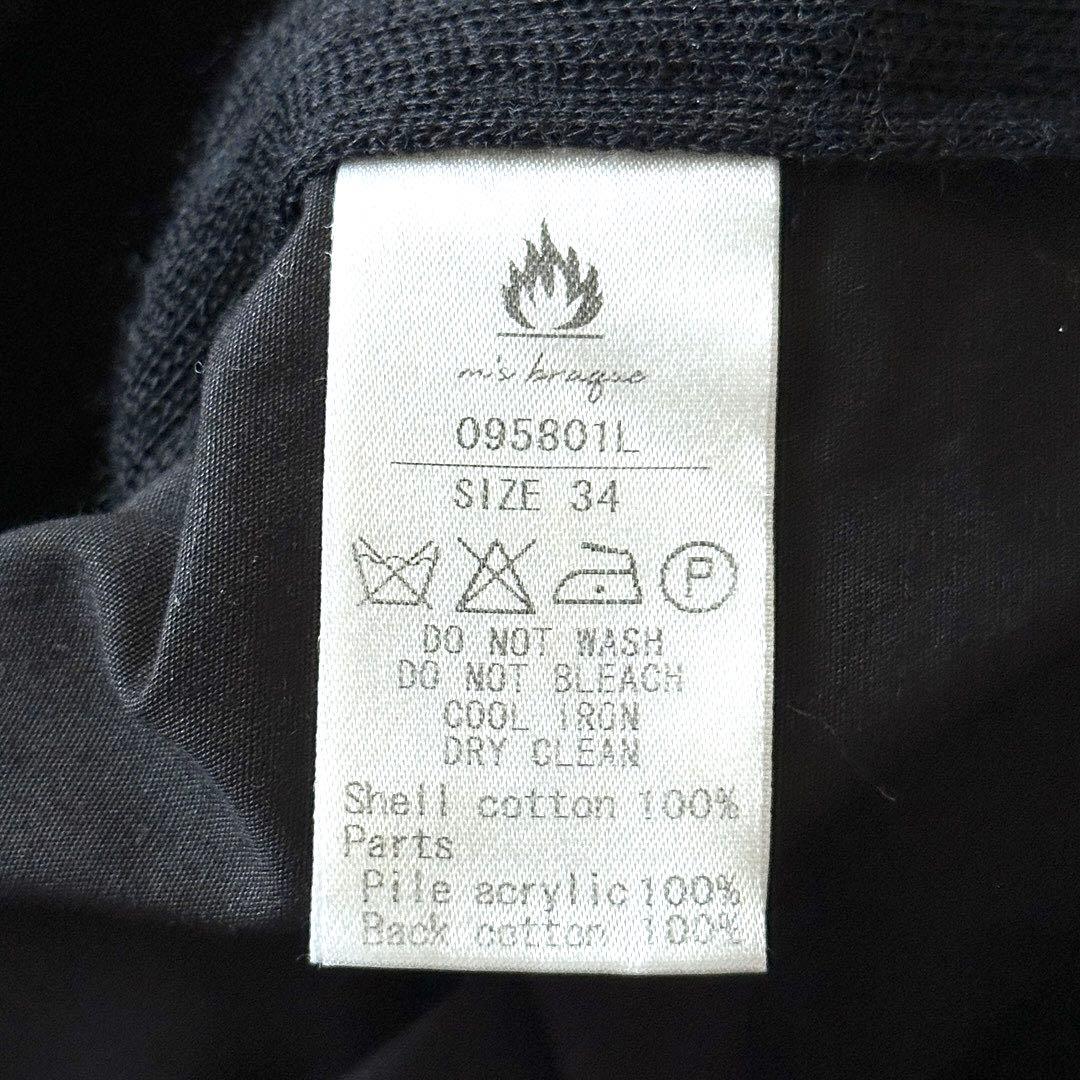 m's braque
095801L
SIZE 34
P
DO NOT WASH
DO NOT BLEACH
COOL IRON
DRY CLEAN
Shell cotton 100%
Parts
Pile acrylic 100%
Back cotton 100%